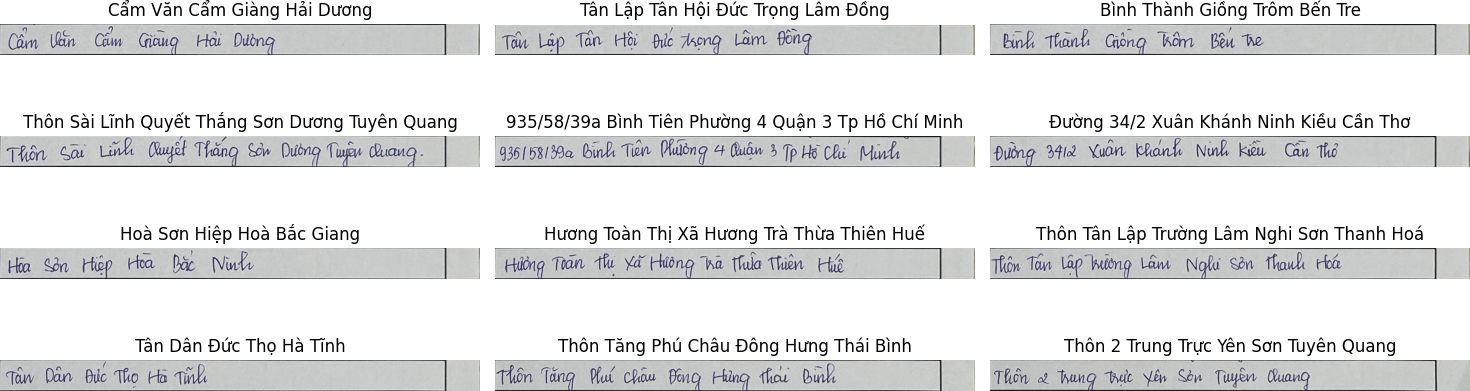 Cẩm Văn Cẩm Giàng Hải Dương
Cẩm Văn Cẩm Giàng Hải Dương
Tân Lập Tân Hội Đức Trọng Lâm Đồng
Tân Lập Tân Hội Đức Trọng Lâm Đồng
Bình Thành Giồng Trôm Bến Tre
Bình Thành Giồng Trôm Bến Tre
Thôn Sài Lĩnh Quyết Thắng Sơn Dương Tuyên Quang
Thôn Sài Lĩnh Quyết Thắng Sơn Dương Tuyên Quang.
935/58/39a Bình Tiên Phường 4 Quận 3 Tp Hồ Chí Minh
935/58/39a Bình Tiên Phường 4 Quận 3 Tp Hồ Chí Minh
Đường 34/2 Xuân Khánh Ninh Kiều Cần Thơ
Đường 34/2 Xuân Khánh Ninh Kiều Cần Thơ
Hoà Sơn Hiệp Hoà Bắc Giang
Hòa Sơn Hiệp Hòa Bắc Ninh
Hương Toàn Thị Xã Hương Trà Thừa Thiên Huế
Hương Toàn Thị Xã Hương Trà Thừa Thiên Huế
Thôn Tân Lập Trường Lâm Nghi Sơn Thanh Hoá
Thôn Tân Lập Trường Lâm Nghi Sơn Thanh Hoá
Tân Dân Đức Thọ Hà Tĩnh
Tân Dân Đức Thọ Hà Tĩnh
Thôn Tăng Phú Châu Đông Hưng Thái Bình
Thôn Tăng Phú Châu Đông Hưng Thái Bình
Thôn 2 Trung Trực Yên Sơn Tuyên Quang
Thôn 2 Trung Trực Yên Sơn Tuyên Quang